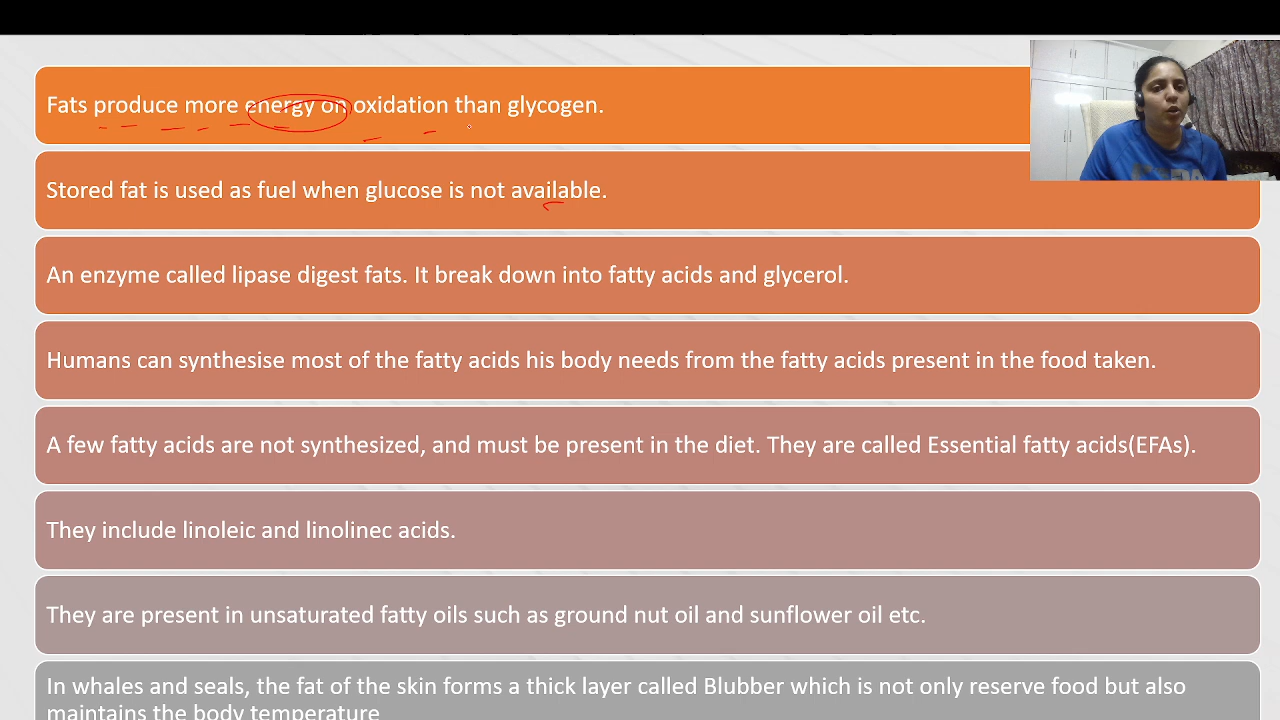 Fats produce more energy on oxidation than glycogen.
Stored fat is used as fuel when glucose is not available.
An enzyme called lipase digest fats. It break down into fatty acids and glycerol.
Humans can synthesise most of the fatty acids his body needs from the fatty acids present in the food taken.
A few fatty acids are not synthesized, and must be present in the diet. They are called Essential fatty acids(EFAs).
They include linoleic and linolinec acids.
They are present in unsaturated fatty oils such as ground nut oil and sunflower oil etc.
In whales and seals, the fat of the skin forms a thick layer called Blubber which is not only reserve food but also
maintains the body temperature